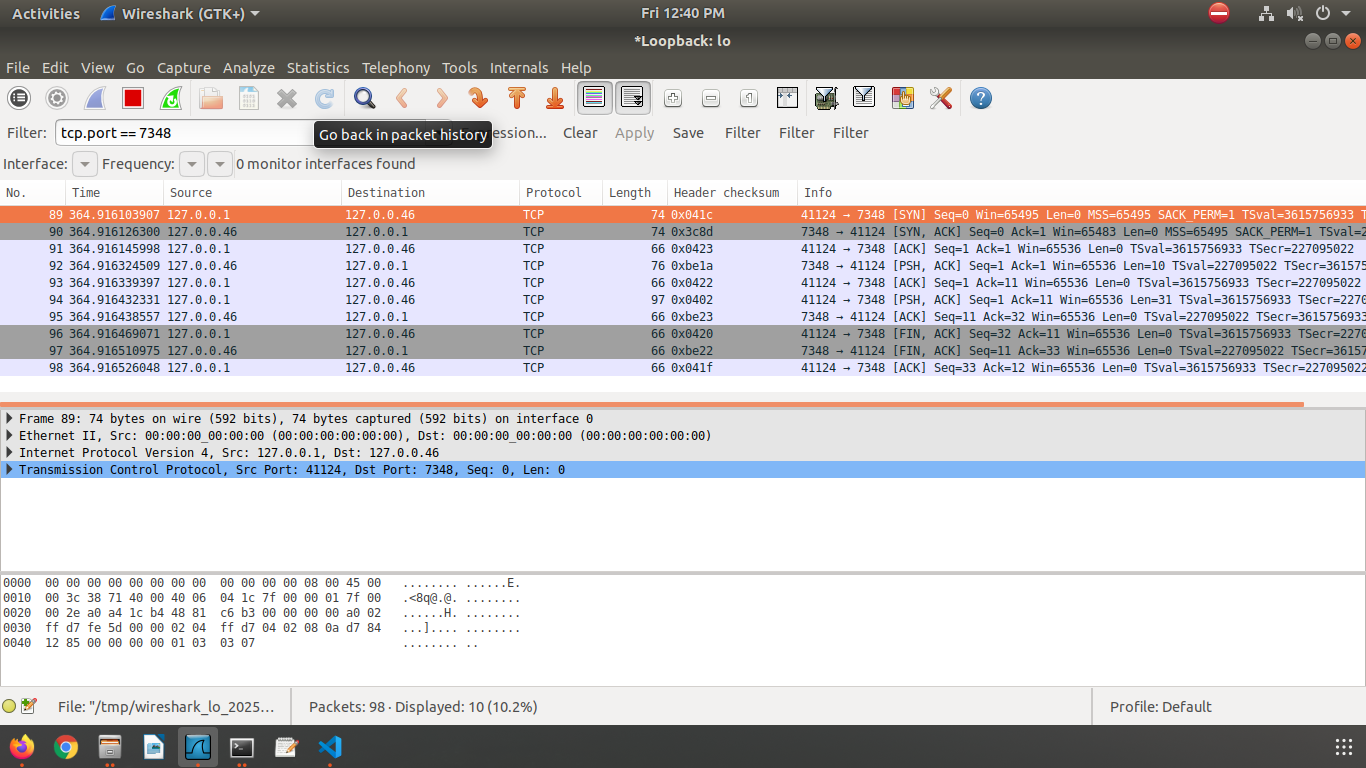 Activities Wireshark (GTK+) Fri 12:40 PM
*Loopback: lo
File Edit View Go Capture Analyze Statistics Telephony Tools Internals Help
Filter: tcp.port == 7348 Go back in packet history ession... Clear Apply Save Filter Filter Filter
Interface: Frequency: 0 monitor interfaces found
No. Time Source Destination Protocol Length Header checksum Info
89 364.916103907 127.0.0.1 127.0.0.46 TCP 74 0x041c 41124 → 7348 [SYN] Seq=0 Win=65495 Len=0 MSS=65495 SACK_PERM=1 TSval=3615756933 T
90 364.916126300 127.0.0.46 127.0.0.1 TCP 74 0x3c8d 7348 → 41124 [SYN, ACK] Seq=0 Ack=1 Win=65483 Len=0 MSS=65495 SACK_PERM=1 TSval=2
91 364.916145998 127.0.0.1 127.0.0.46 TCP 66 0x0423 41124 → 7348 [ACK] Seq=1 Ack=1 Win=65536 Len=0 TSval=3615756933 TSecr=227095022
92 364.916324509 127.0.0.46 127.0.0.1 TCP 76 0xbe1a 7348 → 41124 [PSH, ACK] Seq=1 Ack=1 Win=65536 Len=10 TSval=227095022 TSecr=36157
93 364.916339397 127.0.0.1 127.0.0.46 TCP 66 0x0422 41124 → 7348 [ACK] Seq=1 Ack=11 Win=65536 Len=0 TSval=3615756933 TSecr=227095022
94 364.916432331 127.0.0.1 127.0.0.46 TCP 97 0x0402 41124 → 7348 [PSH, ACK] Seq=1 Ack=11 Win=65536 Len=31 TSval=3615756933 TSecr=2270
95 364.916438557 127.0.0.46 127.0.0.1 TCP 66 0xbe23 7348 → 41124 [ACK] Seq=11 Ack=32 Win=65536 Len=0 TSval=227095022 TSecr=3615756933
96 364.916469071 127.0.0.1 127.0.0.46 TCP 66 0x0420 41124 → 7348 [FIN, ACK] Seq=32 Ack=11 Win=65536 Len=0 TSval=3615756933 TSecr=2270
97 364.916510975 127.0.0.46 127.0.0.1 TCP 66 0xbe22 7348 → 41124 [FIN, ACK] Seq=11 Ack=33 Win=65536 Len=0 TSval=227095022 TSecr=36157
98 364.916526048 127.0.0.1 127.0.0.46 TCP 66 0x041f 41124 → 7348 [ACK] Seq=33 Ack=12 Win=65536 Len=0 TSval=3615756933 TSecr=227095022
Frame 89: 74 bytes on wire (592 bits), 74 bytes captured (592 bits) on interface 0
Ethernet II, Src: 00:00:00_00:00:00 (00:00:00:00:00:00), Dst: 00:00:00_00:00:00 (00:00:00:00:00:00)
Internet Protocol Version 4, Src: 127.0.0.1, Dst: 127.0.0.46
Transmission Control Protocol, Src Port: 41124, Dst Port: 7348, Seq: 0, Len: 0
0000 00 00 00 00 00 00 00 00 00 00 00 00 08 00 45 00 ........ ......E.
0010 00 3c 38 71 40 00 40 06 04 1c 7f 00 00 01 7f 00 .<8q@.@. ........
0020 00 2e a0 a4 1c b4 48 81 c6 b3 00 00 00 00 a0 02 ......H. ........
0030 ff d7 fe 5d 00 00 02 04 ff d7 04 02 08 0a d7 84 ...].... ........
0040 12 85 00 00 00 00 01 03 03 07 ........ ..
File: "/tmp/wireshark_lo_2025... Packets: 98 · Displayed: 10 (10.2%) Profile: Default